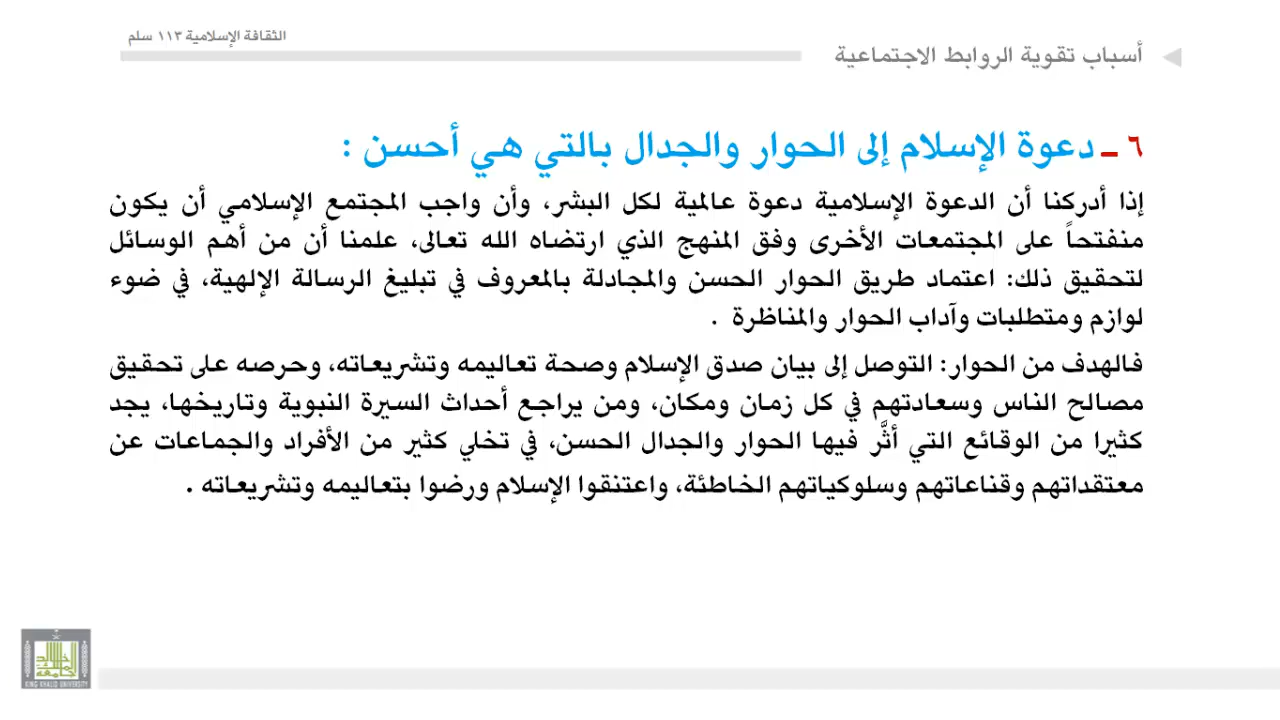 الثقافة الإسلامية ١١٣ سلم
أسباب تقوية الروابط الاجتماعية
٦ ـ دعوة الإسلام إلى الحوار والجدال بالتي هي أحسن :
إذا أدركنا أن الدعوة الإسلامية دعوة عالمية لكل البشر، وأن واجب المجتمع الإسلامي أن يكون
منفتحاً على المجتمعات الأخرى وفق المنهج الذي ارتضاه الله تعالى، علمنا أن من أهم الوسائل
لتحقيق ذلك: اعتماد طريق الحوار الحسن والمجادلة بالمعروف في تبليغ الرسالة الإلهية، في ضوء
لوازم ومتطلبات وآداب الحوار والمناظرة .
فالهدف من الحوار: التوصل إلى بيان صدق الإسلام وصحة تعاليمه وتشريعاته، وحرصه على تحقيق
مصالح الناس وسعادتهم في كل زمان ومكان، ومن يراجع أحداث السيرة النبوية وتاريخها، يجد
كثيرا من الوقائع التي أثَّر فيها الحوار والجدال الحسن، في تخلي كثير من الأفراد والجماعات عن
معتقداتهم وقناعاتهم وسلوكياتهم الخاطئة، واعتنقوا الإسلام ورضوا بتعاليمه وتشريعاته .
جامعة الملك خالد
KING KHALID UNIVERSITY